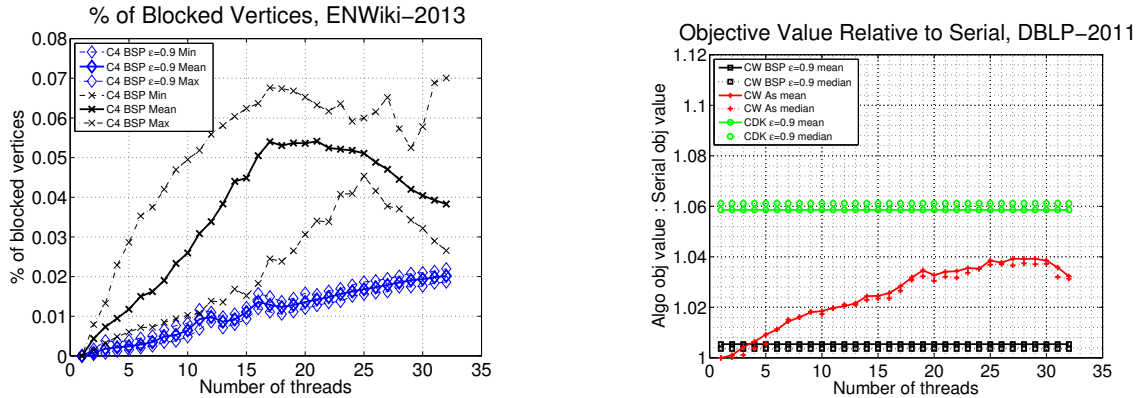 % of Blocked Vertices, ENWiki−2013
0.08
0.07
0.06
0.05
0.04
0.03
0.02
0.01
0
% of blocked vertices
C4 BSP ε=0.9 Min
C4 BSP ε=0.9 Mean
C4 BSP ε=0.9 Max
C4 BSP Min
C4 BSP Mean
C4 BSP Max
0 5 10 15 20 25 30 35
Number of threads
Objective Value Relative to Serial, DBLP−2011
1.12
1.1
1.08
1.06
1.04
1.02
1
Algo obj value : Serial obj value
CW BSP ε=0.9 mean
CW BSP ε=0.9 median
CW As mean
CW As median
CDK ε=0.9 mean
CDK ε=0.9 median
0 5 10 15 20 25 30 35
Number of threads